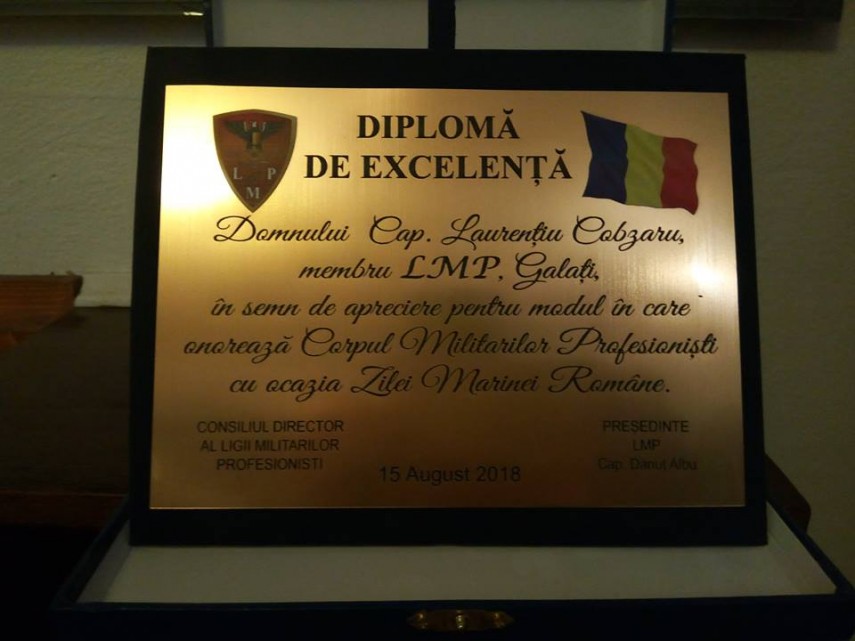 DIPLOMĂ
DE EXCELENȚĂ
L P
M
Domnului Cap. Laurențiu Cobzaru,
membru LMP, Galați,
în semn de apreciere pentru modul în care
onorează Corpul Militarilor Profesioniști
cu ocazia Zilei Marinei Române.
CONSILIUL DIRECTOR
AL LIGII MILITARILOR
PROFESIONISTI
PREȘEDINTE
LMP
Cap. Dănuț Albu
15 August 2018